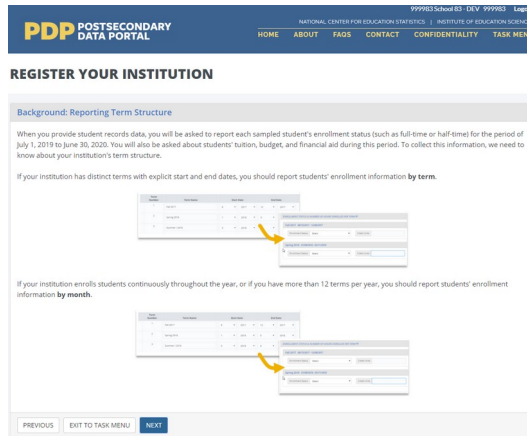 999983 School 83 - DEV 999983
PDP POSTSECONDARY DATA PORTAL
NATIONAL CENTER FOR EDUCATION STATISTICS | INSTITUTE OF EDUCATION
HOME ABOUT FAQS CONTACT CONFIDENTIALITY TASK
REGISTER YOUR INSTITUTION
Background: Reporting Term Structure
When you provide student records data, you will be asked to report each sampled student's enrollment status (such as full-time or half-time) for the period of
July 1, 2019 to June 30, 2020. You will also be asked about students' tuition, budget, and financial aid during this period. To collect this information, we need to
know about your institution's term structure.
If your institution has distinct terms with explicit start and end dates, you should report students' enrollment information by term.
If your institution enrolls students continuously throughout the year, or if you have more than 12 terms per year, you should report students' enrollment
information by month.
PREVIOUS EXIT TO TASK MENU NEXT